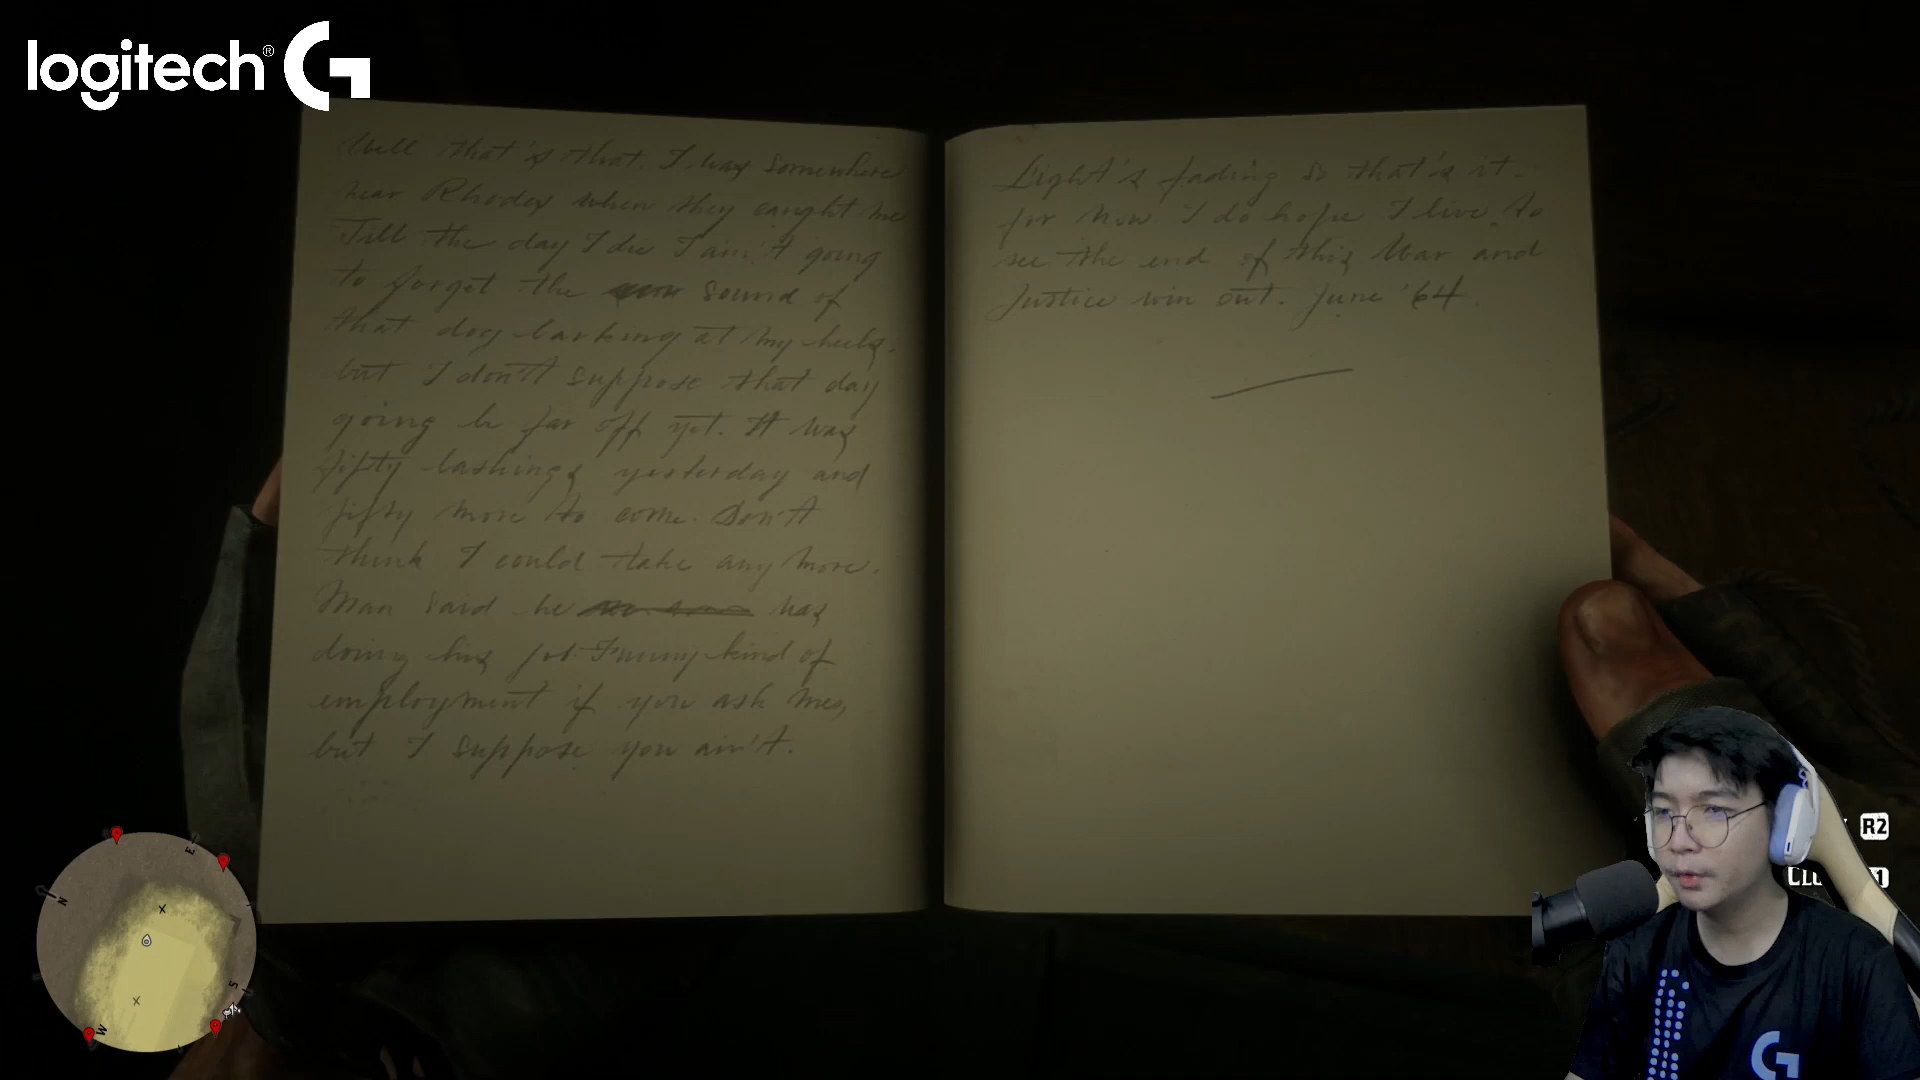 logitech® G
Well that's that. I was somewhere
near Rhodes when they caught me
Till the day I die I ain't going
to forget the sound of
that dog barking at my heels.
but I don't suppose that day
going be far off yet. It was
fifty lashings yesterday and
fifty more to come. Don't
think I could take any more.
Man said he was
doing his job. Funny kind of
employment if you ask me,
but I suppose you ain't.
Light's fading so that's it.
for now I do hope I live to
see the end of this War and
Justice win out. June '64
N
E
S
W
R2
G